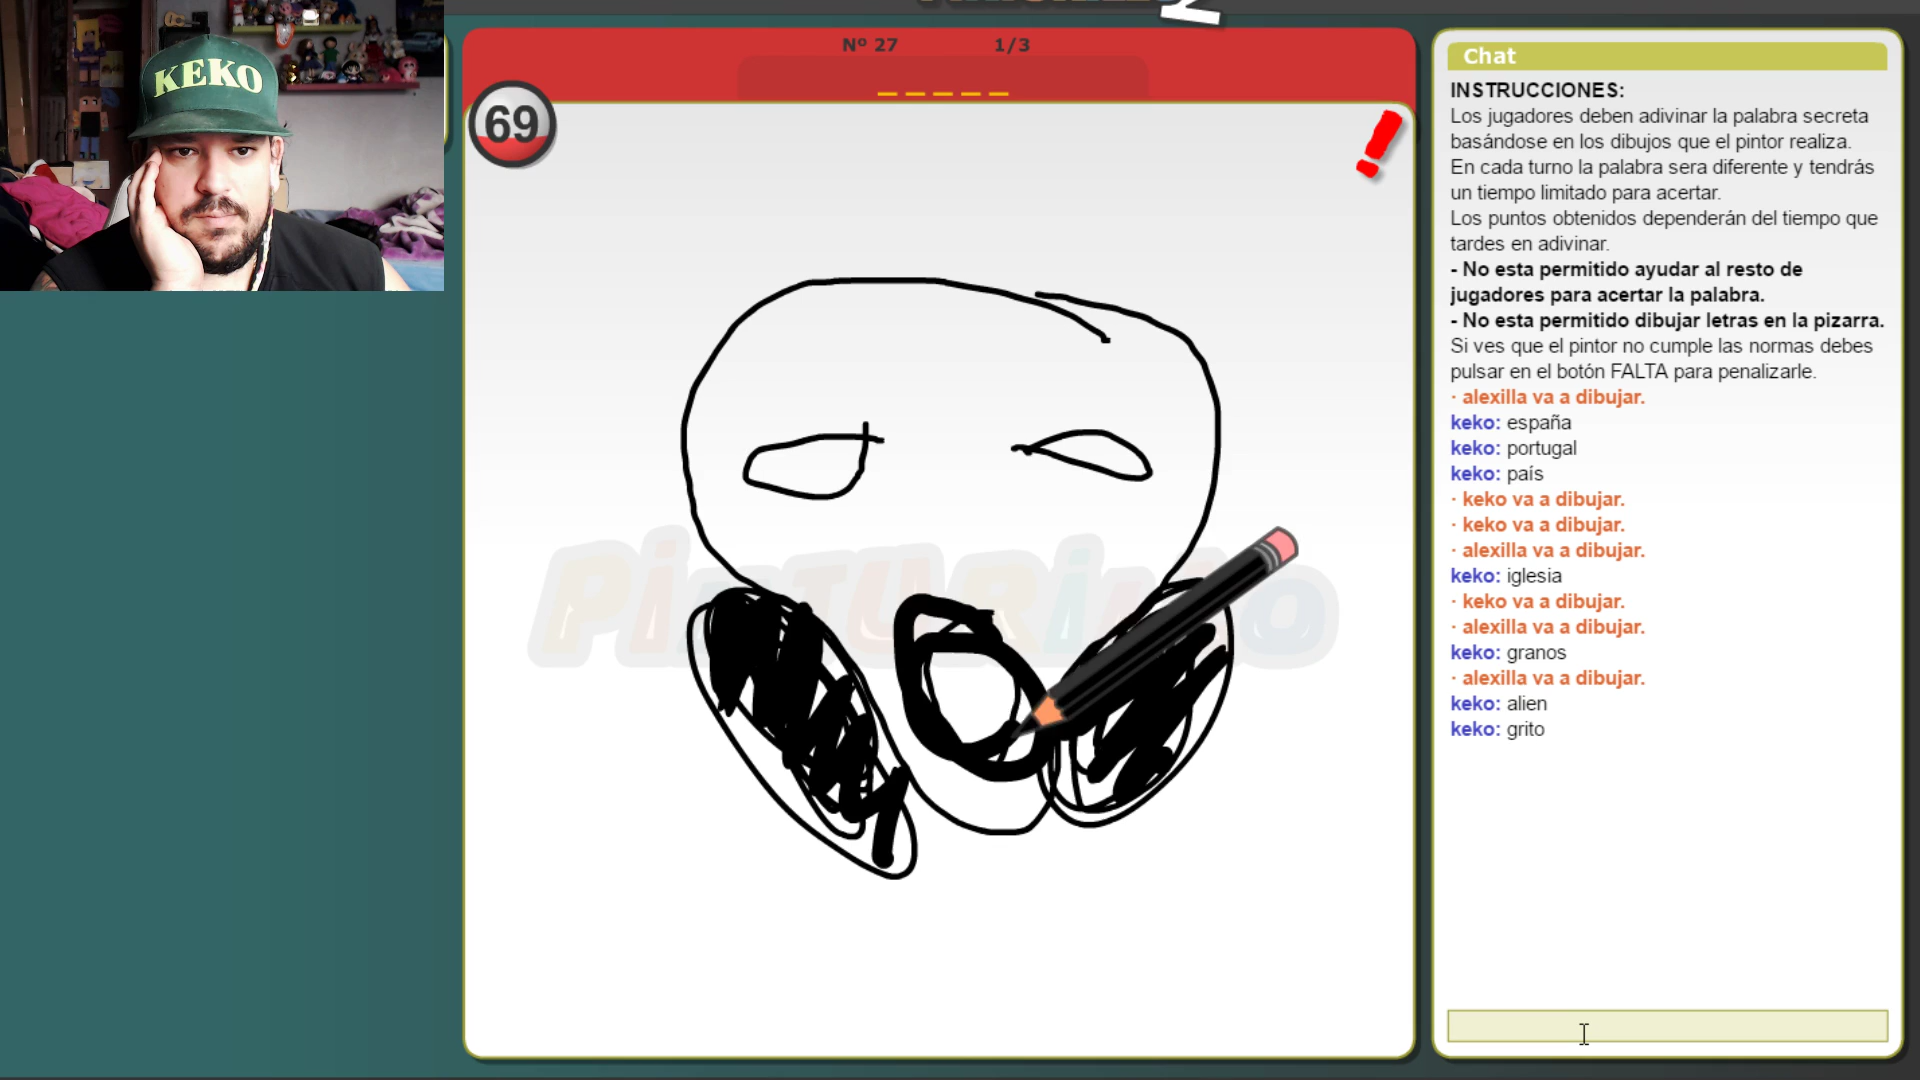 KEKO
Nº 27 1/3
69
PINTURILLO
Chat
INSTRUCCIONES:
Los jugadores deben adivinar la palabra secreta
basándose en los dibujos que el pintor realiza.
En cada turno la palabra sera diferente y tendrás
un tiempo limitado para acertar.
Los puntos obtenidos dependerán del tiempo que
tardes en adivinar.
- No esta permitido ayudar al resto de
jugadores para acertar la palabra.
- No esta permitido dibujar letras en la pizarra.
Si ves que el pintor no cumple las normas debes
pulsar en el botón FALTA para penalizarle.
· alexilla va a dibujar.
keko: españa
keko: portugal
keko: país
· keko va a dibujar.
· keko va a dibujar.
· alexilla va a dibujar.
keko: iglesia
· keko va a dibujar.
· alexilla va a dibujar.
keko: granos
· alexilla va a dibujar.
keko: alien
keko: grito